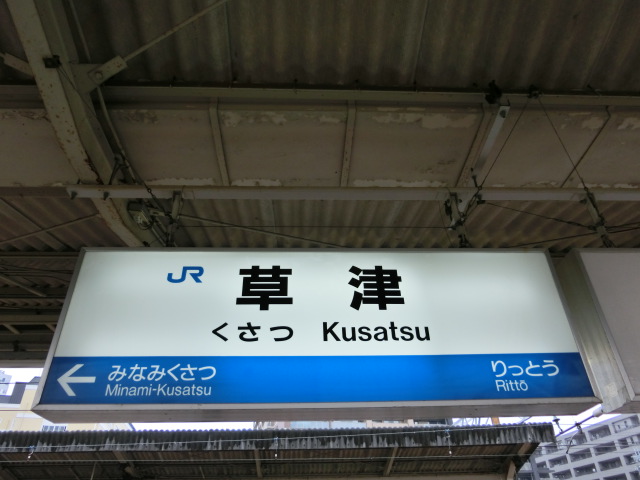 JR 草津
くさつ Kusatsu
← みなみくさつ りっとう
Minami-Kusatsu Rittō